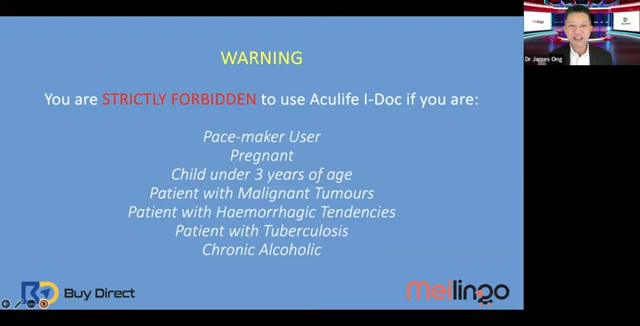 WARNING
You are STRICTLY FORBIDDEN to use Aculife I-Doc if you are:
Pace-maker User
Pregnant
Child under 3 years of age
Patient with Malignant Tumours
Patient with Haemorrhagic Tendencies
Patient with Tuberculosis
Chronic Alcoholic
Buy Direct
meilingo
Dr James Ong